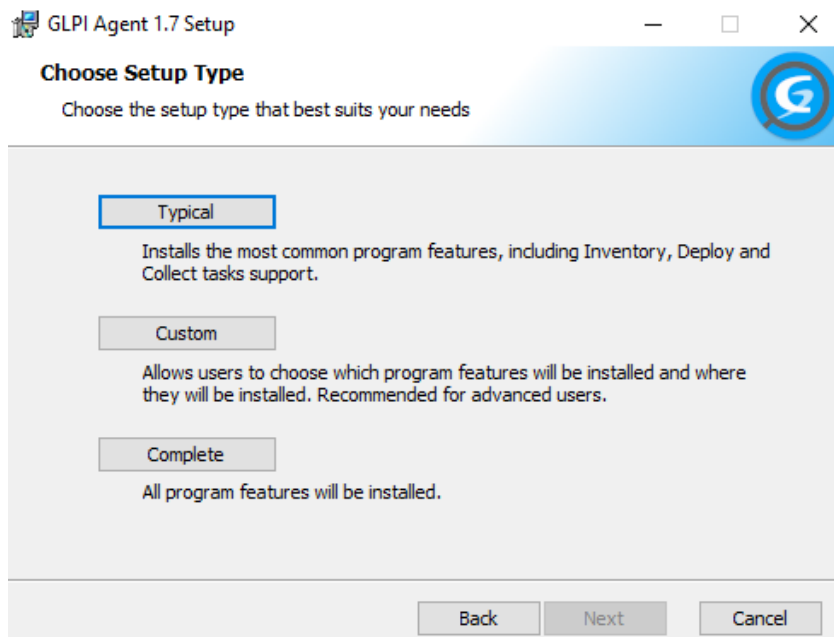 GLPI Agent 1.7 Setup
Choose Setup Type
Choose the setup type that best suits your needs
Typical
Installs the most common program features, including Inventory, Deploy and
Collect tasks support.
Custom
Allows users to choose which program features will be installed and where
they will be installed. Recommended for advanced users.
Complete
All program features will be installed.
Back
Next
Cancel